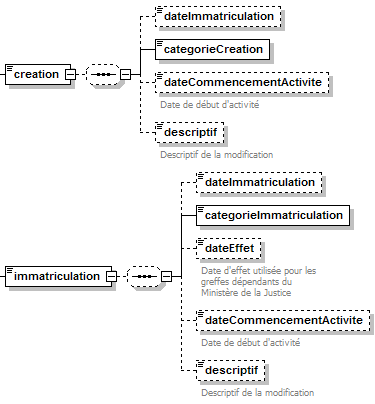 dateImmatriculation
creation
categorieCreation
dateCommencementActivite
Date de début d'activité
descriptif
Descriptif de la modification
dateImmatriculation
categorieImmatriculation
immatriculation
dateEffet
Date d'effet utilisée pour les
greffes dépendants du
Ministère de la Justice
dateCommencementActivite
Date de début d'activité
descriptif
Descriptif de la modification